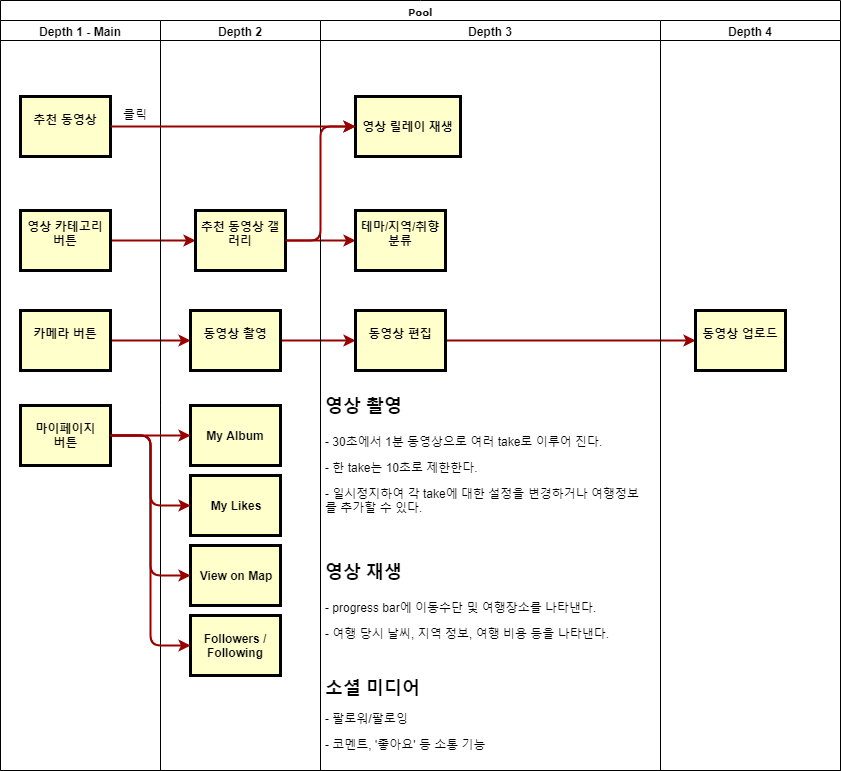 Pool
Depth 1 - Main
Depth 2
Depth 3
Depth 4
추천 동영상
클릭
영상 릴레이 재생
영상 카테고리
버튼
추천 동영상 갤
러리
테마/지역/취향
분류
카메라 버튼
동영상 촬영
동영상 편집
동영상 업로드
마이페이지
버튼
My Album
My Likes
View on Map
Followers /
Following
영상 촬영
- 30초에서 1분 동영상으로 여러 take로 이루어 진다.
- 한 take는 10초로 제한한다.
- 일시정지하여 각 take에 대한 설정을 변경하거나 여행정보
를 추가할 수 있다.
영상 재생
- progress bar에 이동수단 및 여행장소를 나타낸다.
- 여행 당시 날씨, 지역 정보, 여행 비용 등을 나타낸다.
소셜 미디어
- 팔로워/팔로잉
- 코멘트, '좋아요' 등 소통 기능